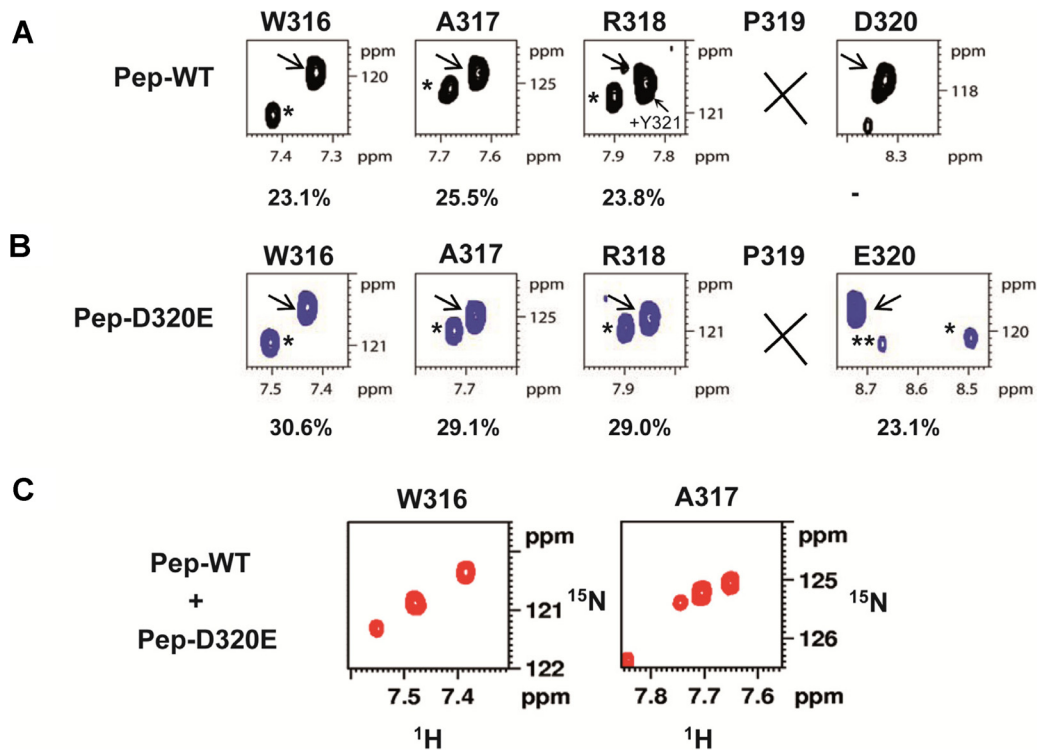 A
W316 A317 R318 P319 D320
Pep-WT
ppm ppm ppm ppm
120 125 121 118
* * * +Y321
7.4 7.3 ppm 7.7 7.6 ppm 7.9 7.8 ppm 8.3 ppm
23.1% 25.5% 23.8% -
B
W316 A317 R318 P319 E320
Pep-D320E
ppm ppm ppm ppm
121 125 121 120
* * * ** *
7.5 7.4 ppm 7.7 ppm 7.9 ppm 8.7 8.6 8.5 ppm
30.6% 29.1% 29.0% 23.1%
C
W316 A317
Pep-WT
+
Pep-D320E
ppm ppm
121 125
15N 15N
122 126
7.5 7.4 ppm 7.8 7.7 7.6 ppm
1H 1H